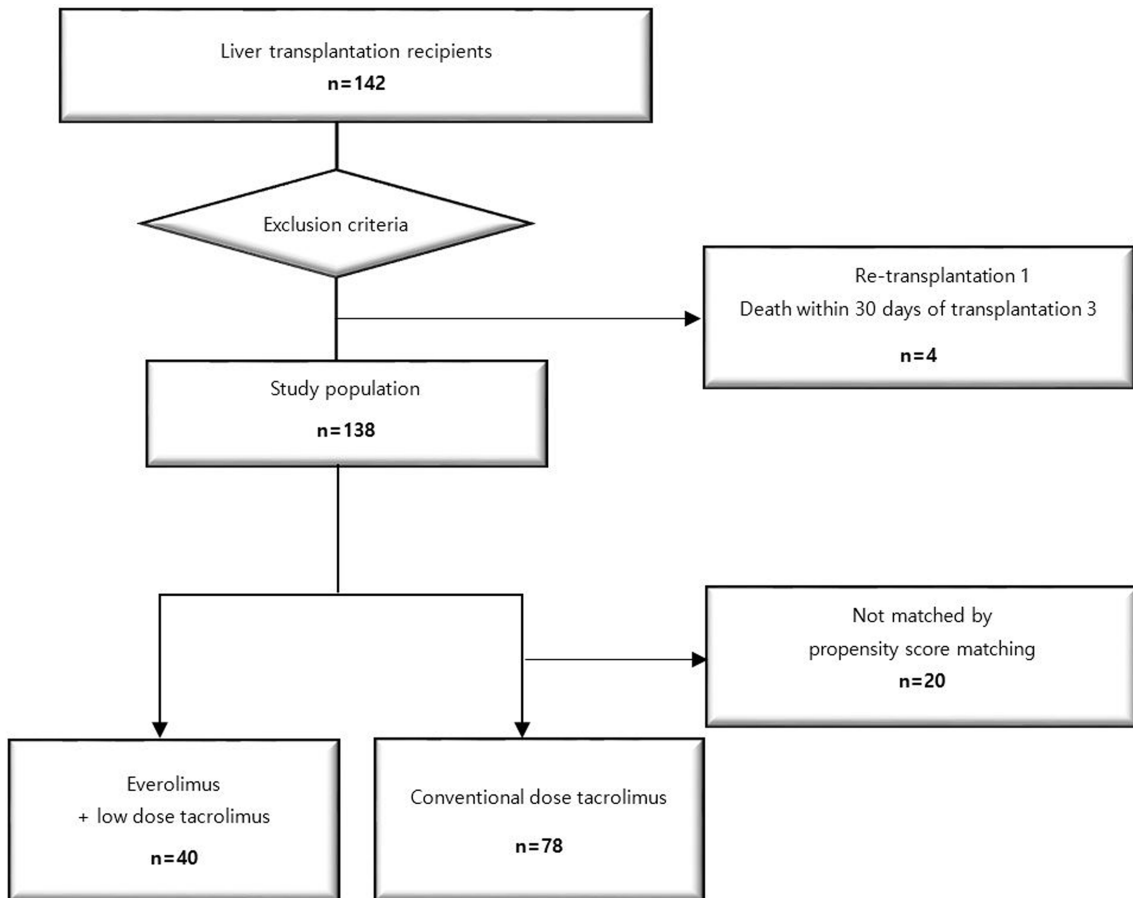 Liver transplantation recipients
n=142
Exclusion criteria
Re-transplantation 1
Death within 30 days of transplantation 3
n=4
Study population
n=138
Not matched by
propensity score matching
n=20
Everolimus
+ low dose tacrolimus
n=40
Conventional dose tacrolimus
n=78